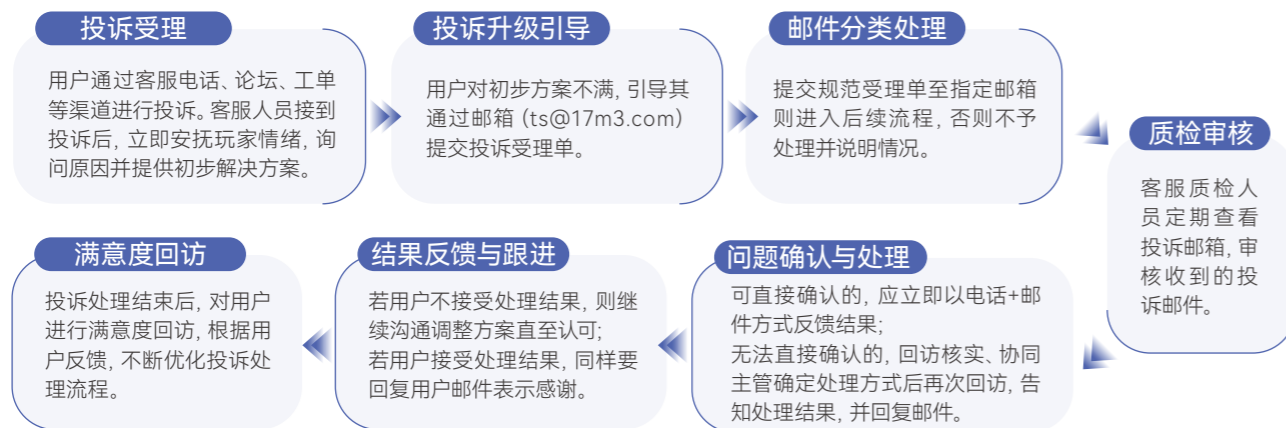 投诉受理
用户通过客服电话、论坛、工单
等渠道进行投诉。客服人员接到
投诉后，立即安抚玩家情绪，询
问原因并提供初步解决方案。
投诉升级引导
用户对初步方案不满，引导其
通过邮箱（ts@17m3.com）
提交投诉受理单。
邮件分类处理
提交规范受理单至指定邮箱
则进入后续流程，否则不予
处理并说明情况。
质检审核
客服质检人
员定期查看
投诉邮箱，审
核收到的投
诉邮件。
问题确认与处理
可直接确认的，应立即以电话+邮
件方式反馈结果；
无法直接确认的，回访核实、协同
主管确定处理方式后再次回访，告
知处理结果，并回复邮件。
结果反馈与跟进
若用户不接受处理结果，则继
续沟通调整方案直至认可；
若用户接受处理结果，同样要
回复用户邮件表示感谢。
满意度回访
投诉处理结束后，对用户
进行满意度回访，根据用
户反馈，不断优化投诉处
理流程。